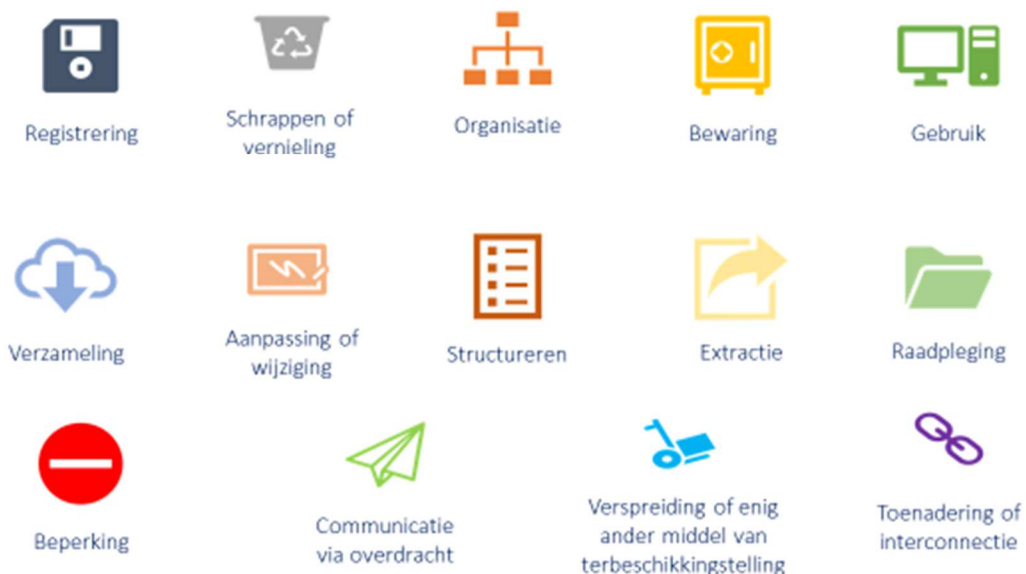 Registrering
Schrappen of
vernieling
Organisatie
Bewaring
Gebruik
Verzameling
Aanpassing of
wijziging
Structureren
Extractie
Raadpleging
Beperking
Communicatie
via overdracht
Verspreiding of enig
ander middel van
terbeschikkingstelling
Toenadering of
interconnectie